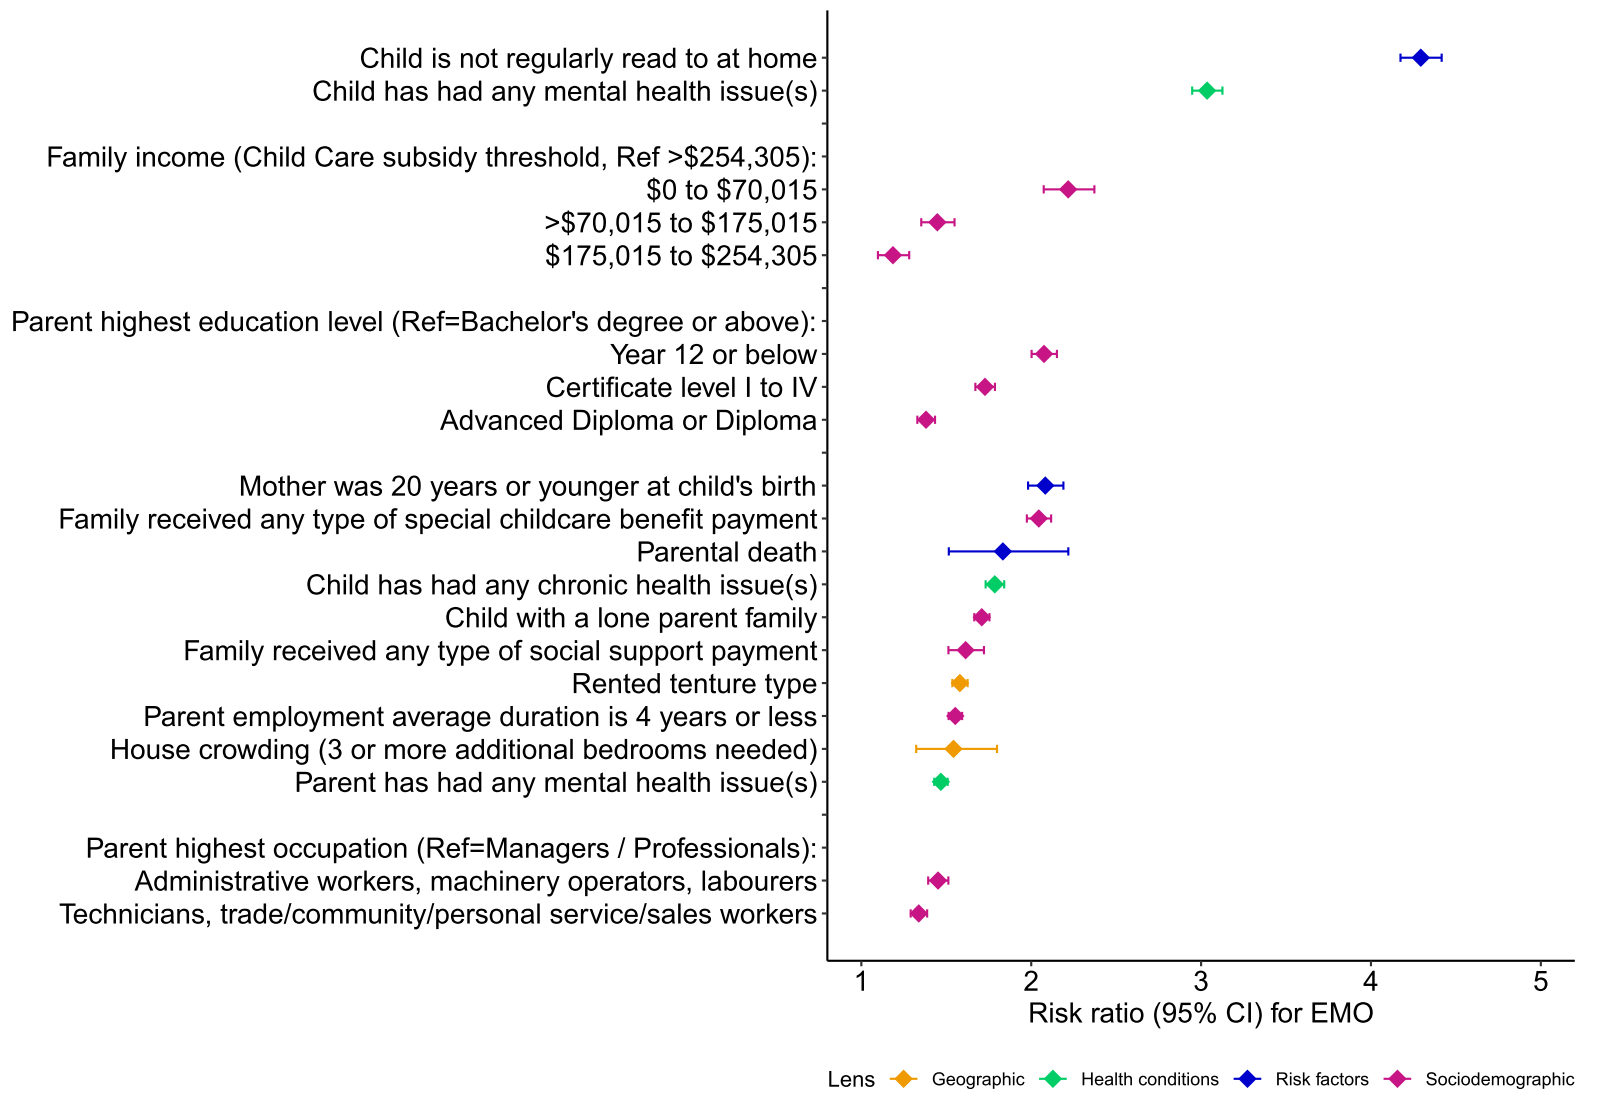 Child is not regularly read to at home
Child has had any mental health issue(s)
Family income (Child Care subsidy threshold, Ref >$254,305):
$0 to $70,015
>$70,015 to $175,015
$175,015 to $254,305
Parent highest education level (Ref=Bachelor's degree or above):
Year 12 or below
Certificate level I to IV
Advanced Diploma or Diploma
Mother was 20 years or younger at child's birth
Family received any type of special childcare benefit payment
Parental death
Child has had any chronic health issue(s)
Child with a lone parent family
Family received any type of social support payment
Rented tenture type
Parent employment average duration is 4 years or less
House crowding (3 or more additional bedrooms needed)
Parent has had any mental health issue(s)
Parent highest occupation (Ref=Managers / Professionals):
Administrative workers, machinery operators, labourers
Technicians, trade/community/personal service/sales workers
1 2 3 4 5
Risk ratio (95% CI) for EMO
Lens Geographic Health conditions Risk factors Sociodemographic